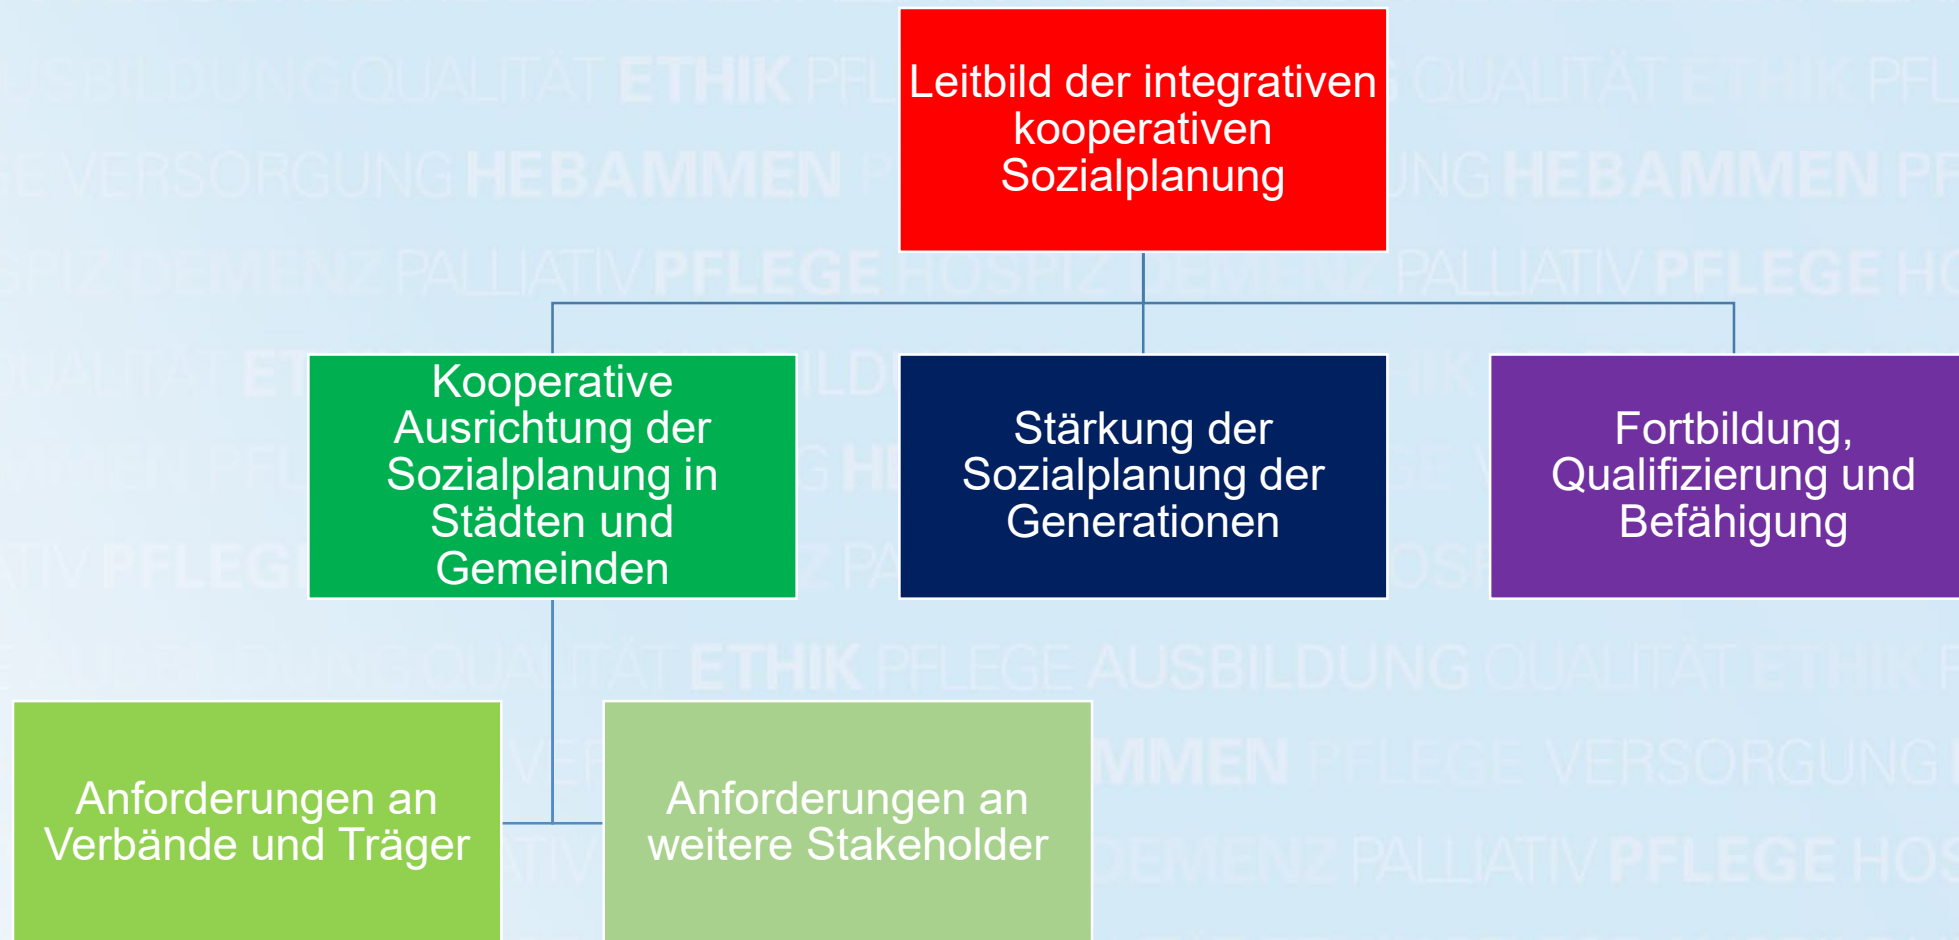 Leitbild der integrativen
kooperativen
Sozialplanung
Kooperative
Ausrichtung der
Sozialplanung in
Städten und
Gemeinden
Stärkung der
Sozialplanung der
Generationen
Fortbildung,
Qualifizierung und
Befähigung
Anforderungen an
Verbände und Träger
Anforderungen an
weitere Stakeholder